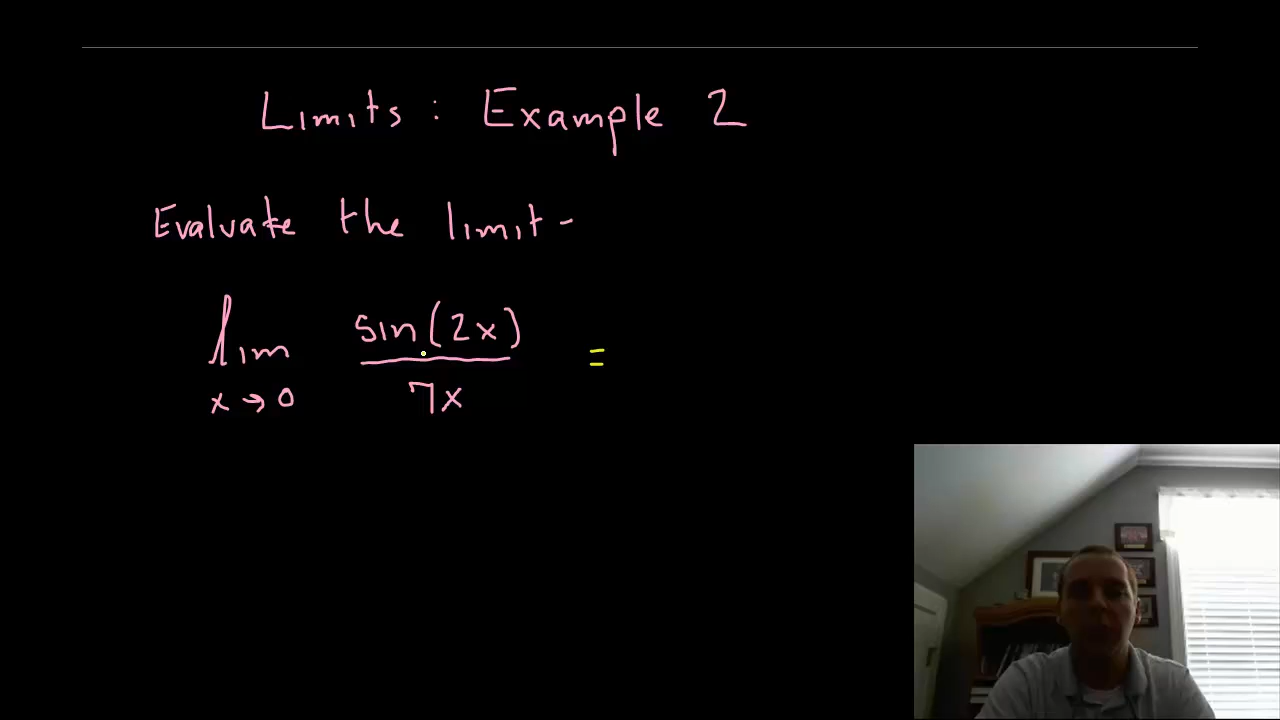 Limits: Example 2
Evaluate the limit -
lim x→0 sin(2x)/7x =